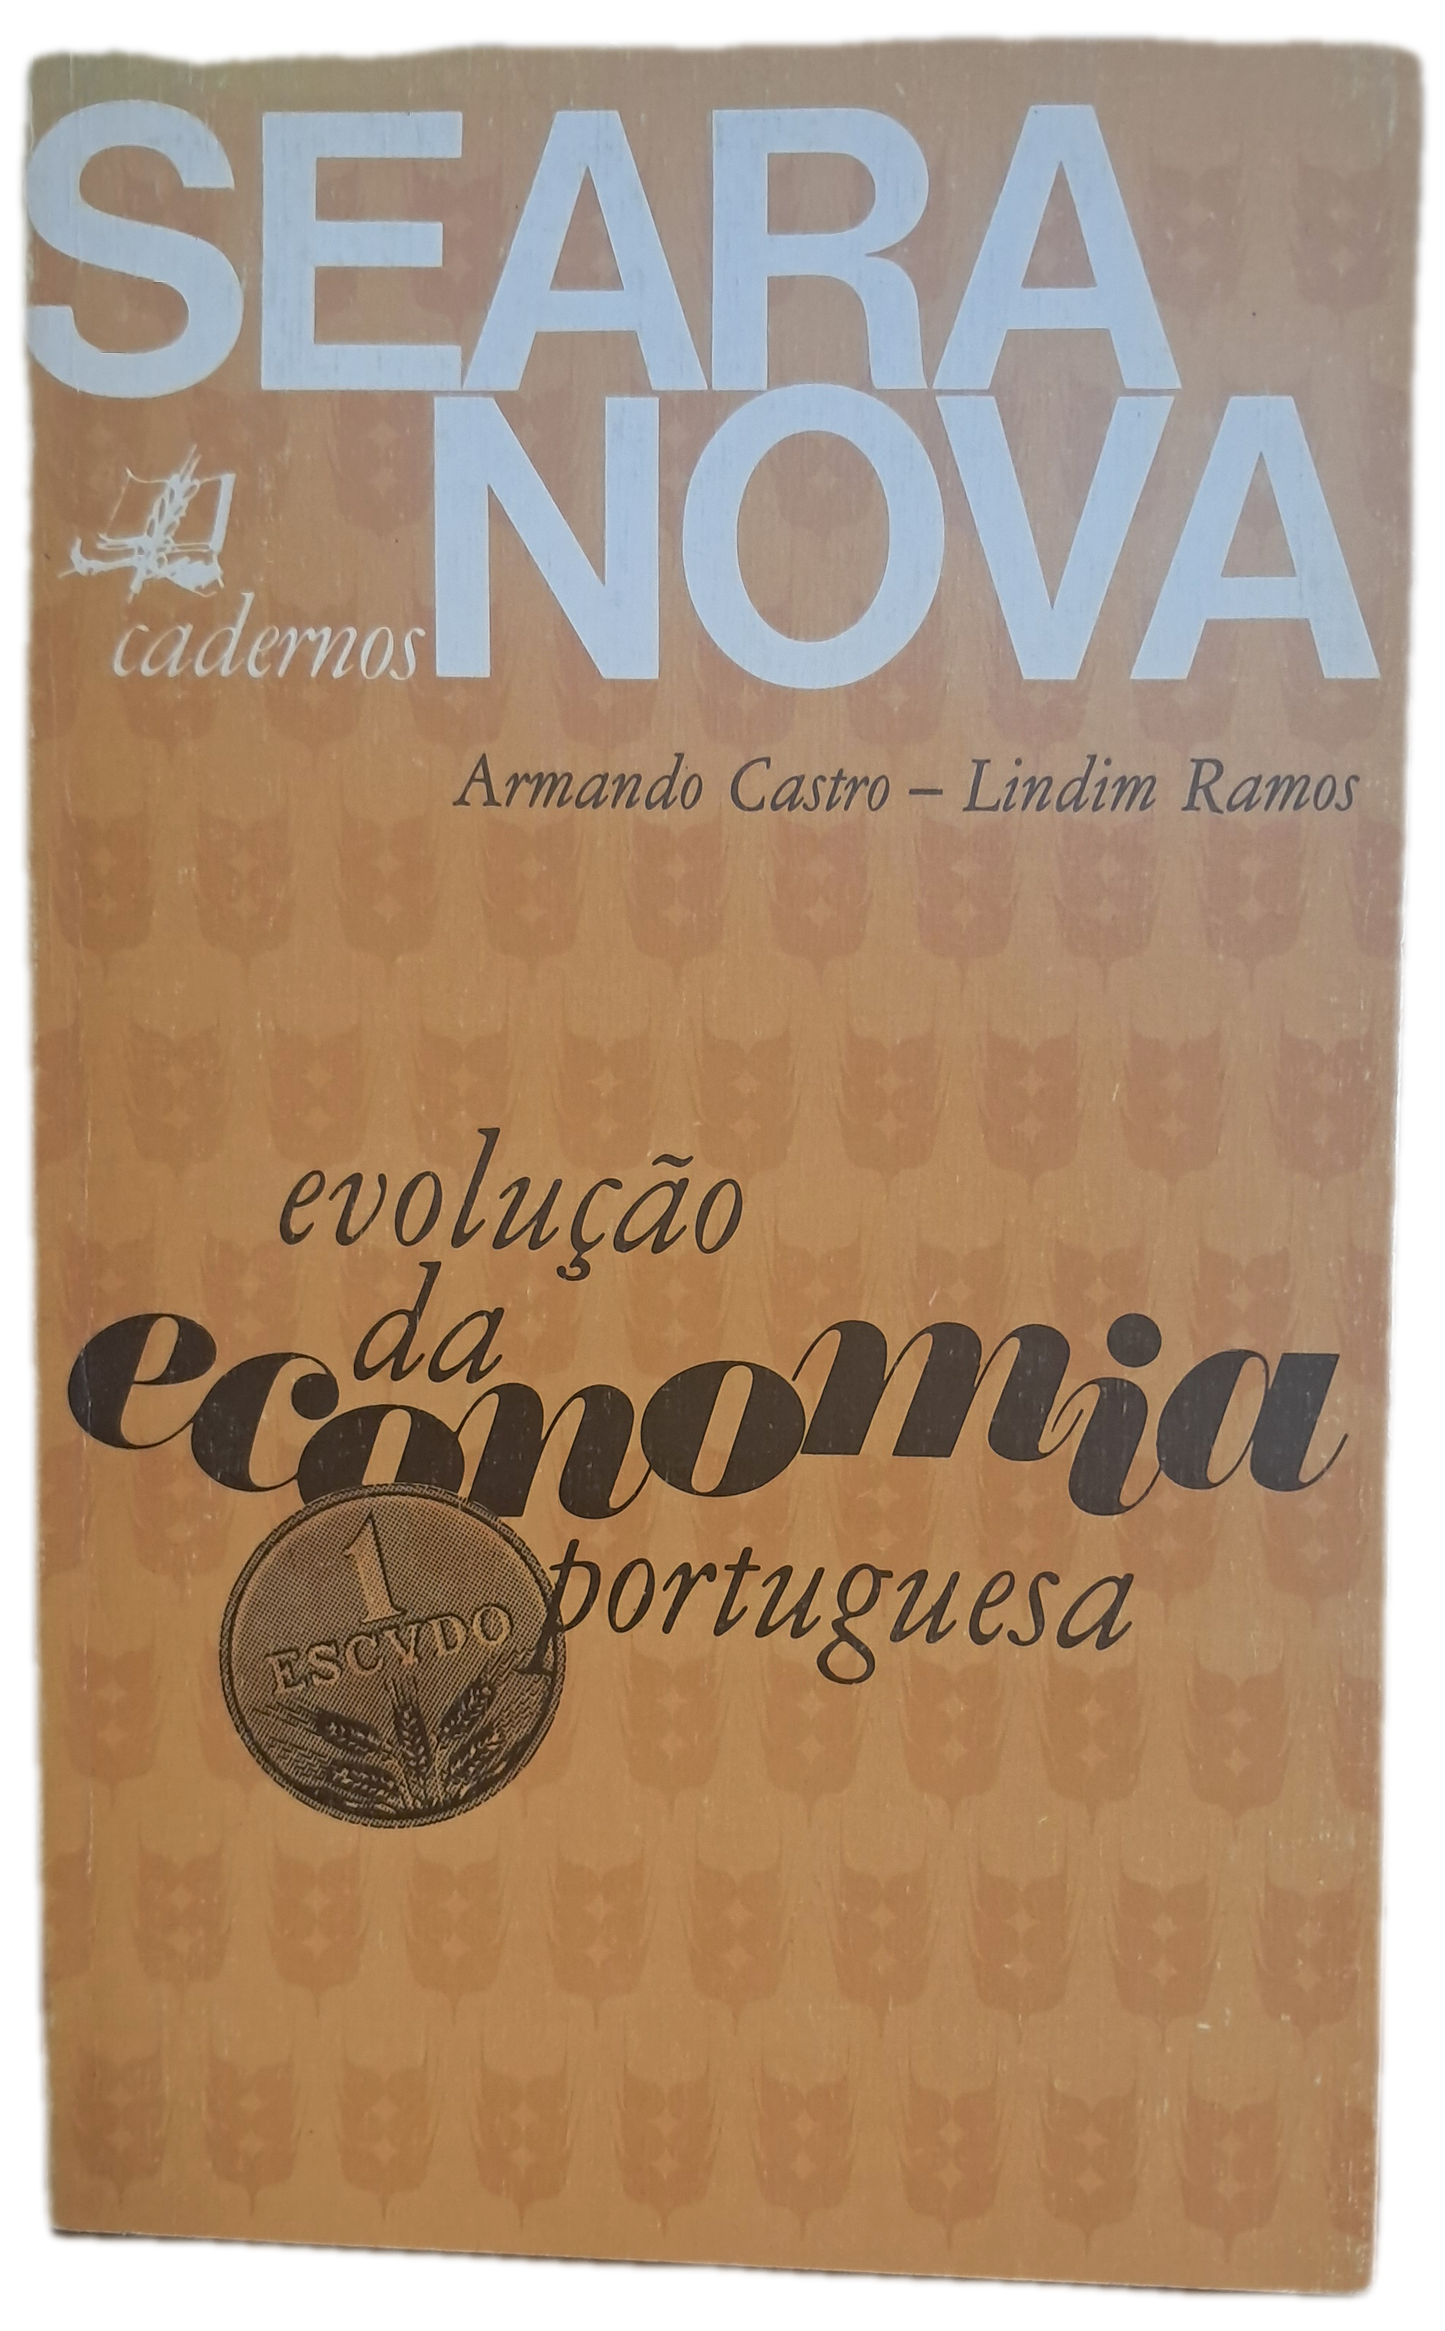 SEARA
NOVA
cadernos
Armando Castro – Lindim Ramos
evolução
da
economia
portuguesa
1
ESCVDO